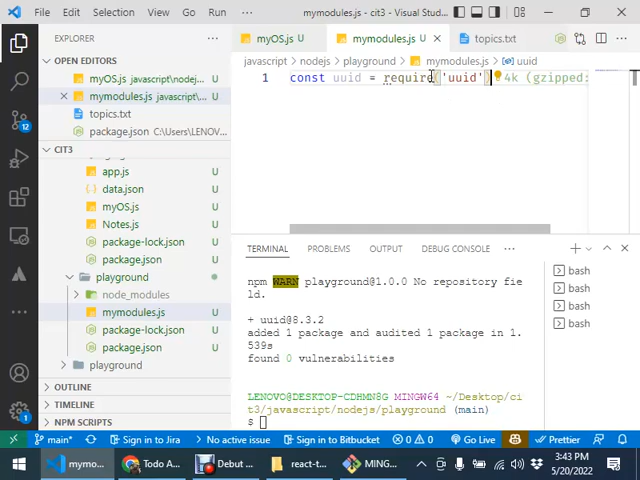 File Edit Selection View Go Run ··· mymodules.js - cit3 - Visual Stud...
EXPLORER ···
myOS.js U
mymodules.js U
topics.txt
OPEN EDITORS
myOS.js javascript\nodej... U
mymodules.js javascript\... U
topics.txt
package.json C:\USERS\LENOV...
CIT3
app.js U
data.json U
myOS.js U
Notes.js U
package-lock.json U
package.json U
playground
node_modules
mymodules.js U
package-lock.json U
package.json U
playground
OUTLINE
TIMELINE
NPM SCRIPTS
javascript > nodejs > playground > mymodules.js > uuid
1 const uuid = require('uuid') 4k (gzipped:
TERMINAL PROBLEMS OUTPUT DEBUG CONSOLE ···
npm WARN playground@1.0.0 No repository fie
ld.
+ uuid@8.3.2
added 1 package and audited 1 package in 1.
539s
found 0 vulnerabilities
LENOVO@DESKTOP-CDHMN8G MINGW64 ~/Desktop/ci
t3/javascript/nodejs/playground (main)
$
bash
bash
bash
bash
main* Sign in to Jira No active issue Sign in to Bitbucket 0 0 Go Live Prettier
mymo... Todo A... Debut ... react-t... MING... 3:43 PM
5/20/2022